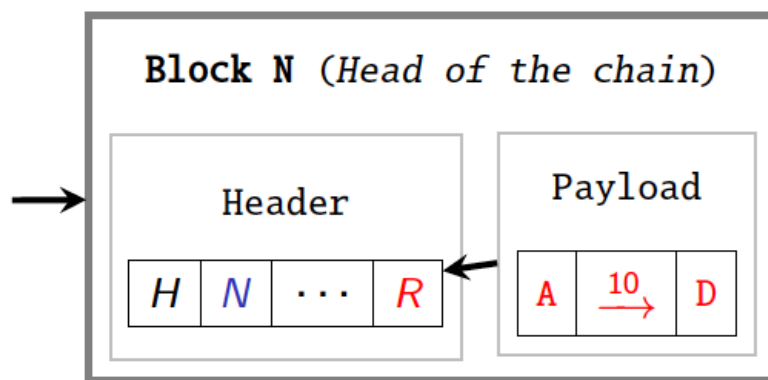 Block N (Head of the chain)
Header
H N ··· R
Payload
A 10 → D